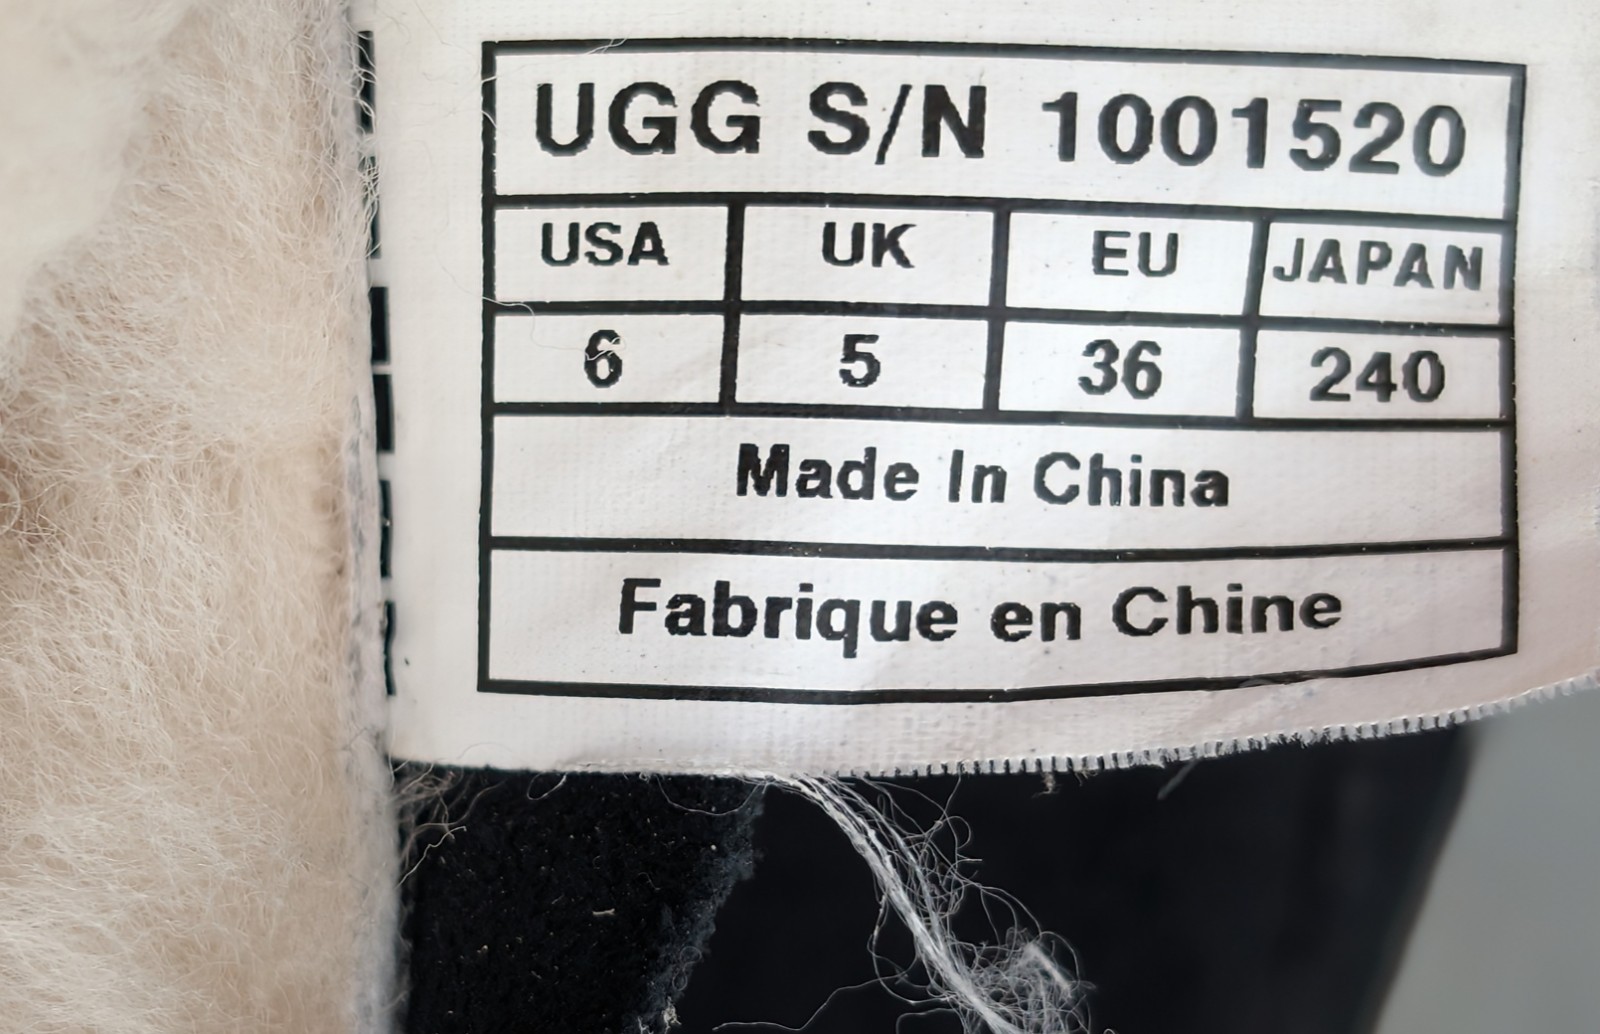 UGG S/N 1001520
USA UK EU JAPAN
6 5 36 240
Made In China
Fabrique en Chine